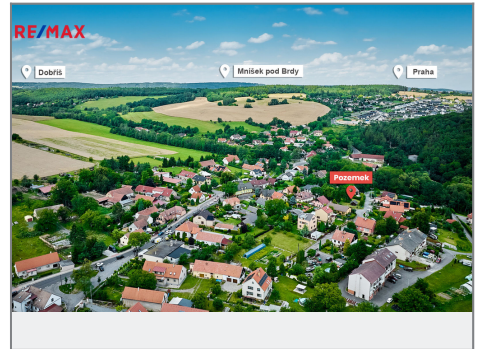 RE/MAX
Dobříš
Mníšek pod Brdy
Praha
Pozemek